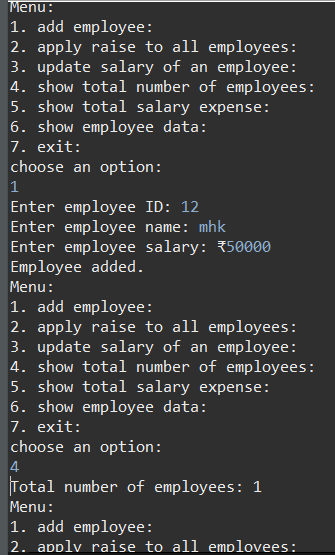 Menu:
1. add employee:
2. apply raise to all employees:
3. update salary of an employee:
4. show total number of employees:
5. show total salary expense:
6. show employee data:
7. exit:
choose an option:
1
Enter employee ID: 12
Enter employee name: mhk
Enter employee salary: ₹50000
Employee added.
Menu:
1. add employee:
2. apply raise to all employees:
3. update salary of an employee:
4. show total number of employees:
5. show total salary expense:
6. show employee data:
7. exit:
choose an option:
4
Total number of employees: 1
Menu:
1. add employee:
2. apply raise to all employees: